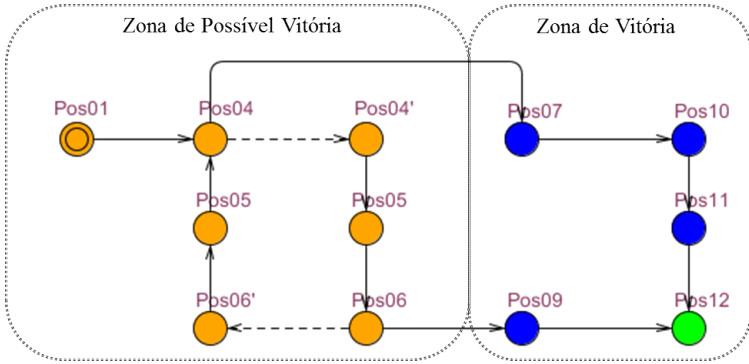 Zona de Possível Vitória
Zona de Vitória
Pos01
Pos04
Pos04'
Pos07
Pos10
Pos05
Pos05
Pos11
Pos06'
Pos06
Pos09
Pos12